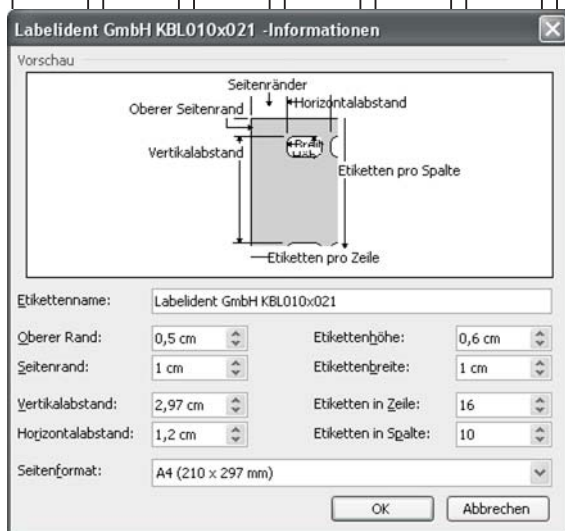 Labelident GmbH KBL010x021 -Informationen
Vorschau
Seitenränder
Oberer Seitenrand
Horizontalabstand
Vertikalabstand
Etiketten pro Spalte
Etiketten pro Zeile
Etikettenname: Labelident GmbH KBL010x021
Oberer Rand: 0,5 cm Etikettenhöhe: 0,6 cm
Seitenrand: 1 cm Etikettenbreite: 1 cm
Vertikalabstand: 2,97 cm Etiketten in Zeile: 16
Horizontalabstand: 1,2 cm Etiketten in Spalte: 10
Seitenformat: A4 (210 x 297 mm)
OK Abbrechen